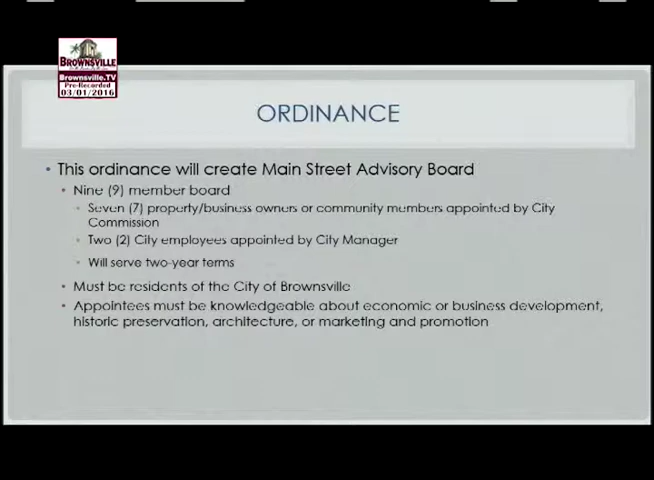 BROWNSVILLE
Brownsville.TV
Pre-Recorded
03/01/2016
ORDINANCE
• This ordinance will create Main Street Advisory Board
• Nine (9) member board
• Seven (7) property/business owners or community members appointed by City
Commission
• Two (2) City employees appointed by City Manager
• Will serve two-year terms
• Must be residents of the City of Brownsville
• Appointees must be knowledgeable about economic or business development,
historic preservation, architecture, or marketing and promotion